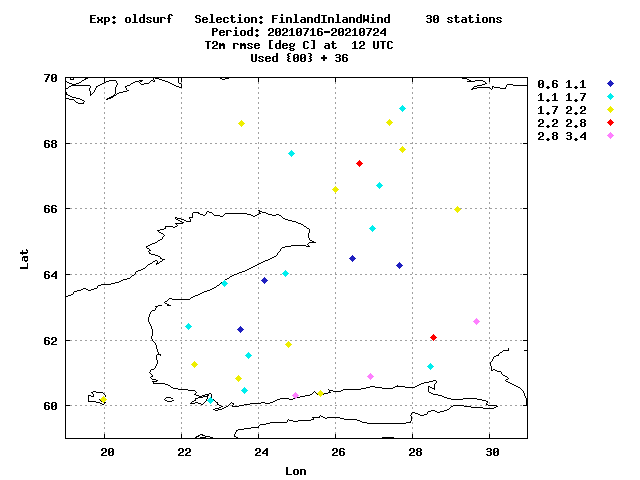 Exp: oldsurf Selection: FinlandInlandWind 30 stations
Period: 20210716-20210724
T2m rmse [deg C] at 12 UTC
Used {00} + 36
0.6 1.1
1.1 1.7
1.7 2.2
2.2 2.8
2.8 3.4
70
68
66
64
62
60
Lat
20 22 24 26 28 30
Lon